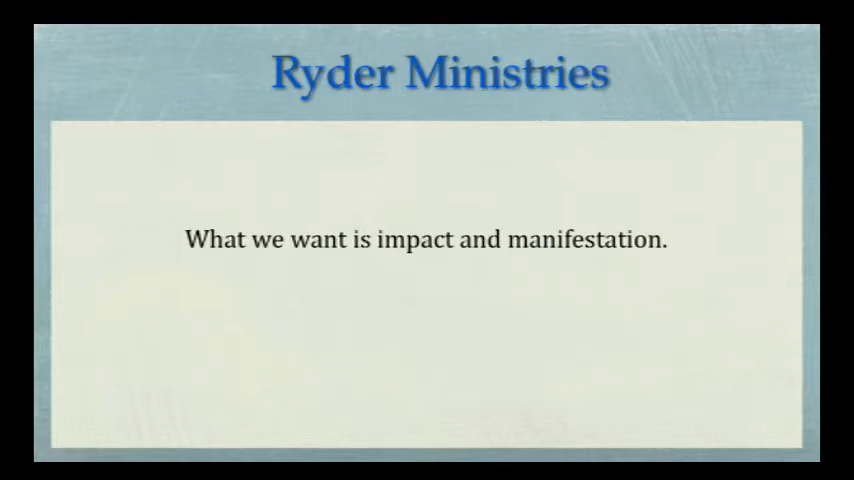 Ryder Ministries
What we want is impact and manifestation.